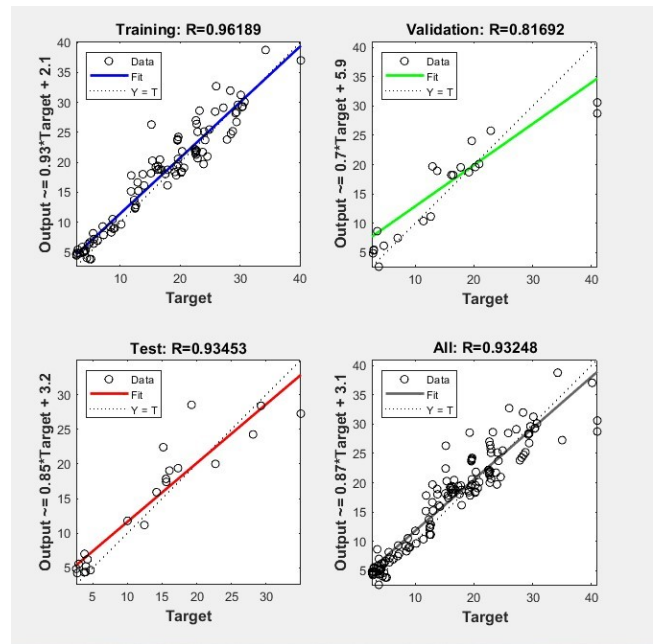 Training: R=0.96189
Output ~= 0.93*Target + 2.1
40
35
30
25
20
15
10
5
Data
Fit
Y = T
10
20
30
40
Target
Validation: R=0.81692
Output ~= 0.7*Target + 5.9
40
35
30
25
20
15
10
5
Data
Fit
Y = T
10
20
30
40
Target
Test: R=0.93453
Output ~= 0.85*Target + 3.2
30
25
20
15
10
5
Data
Fit
Y = T
5
15
25
30
35
Target
All: R=0.93248
Output ~= 0.87*Target + 3.1
40
35
30
25
20
15
10
5
Data
Fit
Y = T
10
20
30
40
Target